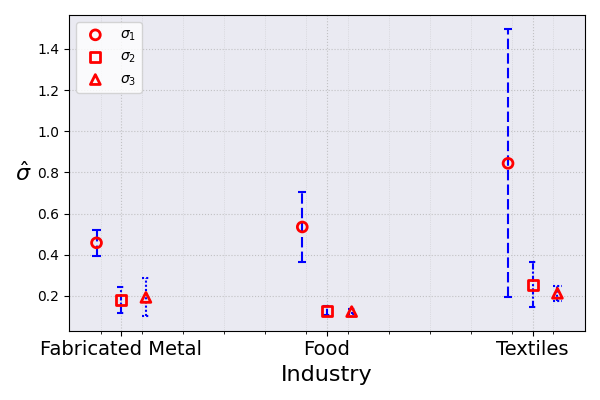 σ₁
σ₂
σ₃
1.4
1.2
1.0
0.8
0.6
0.4
0.2
σ̂
Fabricated Metal Food Textiles
Industry